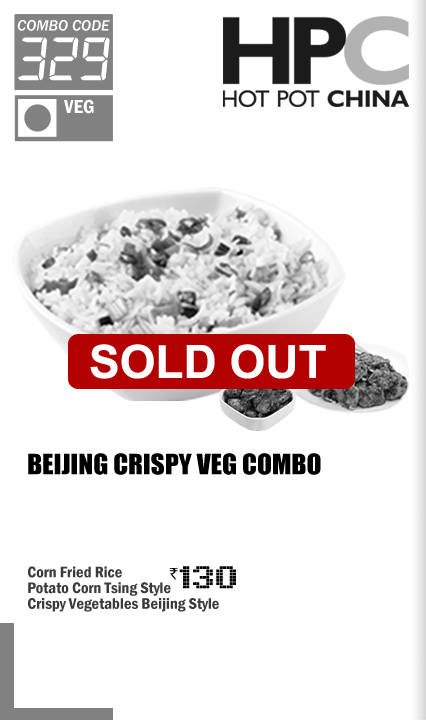 COMBO CODE
329
VEG
HPC
HOT POT CHINA
SOLD OUT
BEIJING CRISPY VEG COMBO
Corn Fried Rice
Potato Corn Tsing Style
₹130
Crispy Vegetables Beijing Style